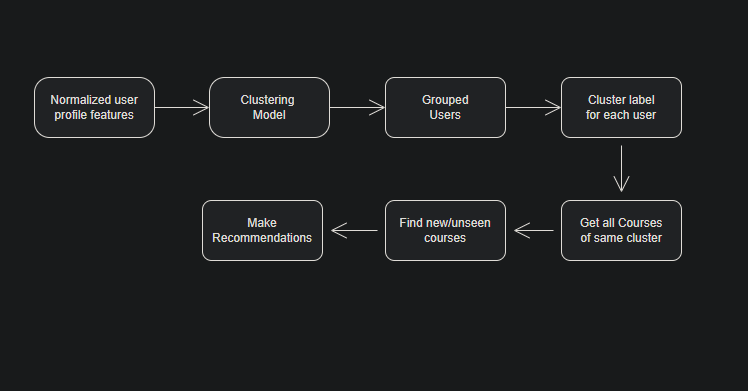 Normalized user
profile features
Clustering
Model
Grouped
Users
Cluster label
for each user
Get all Courses
of same cluster
Find new/unseen
courses
Make
Recommendations